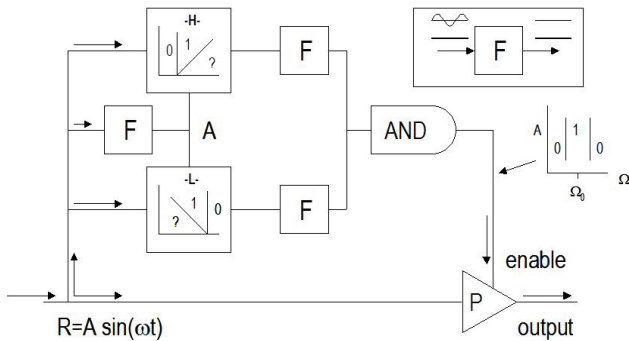 -H-
0 1 ?
F
F
F
A
AND
A
0 1 0
Ω
Ω₀
-L-
? 1 0
F
enable
P
R=A sin(ωt)
output